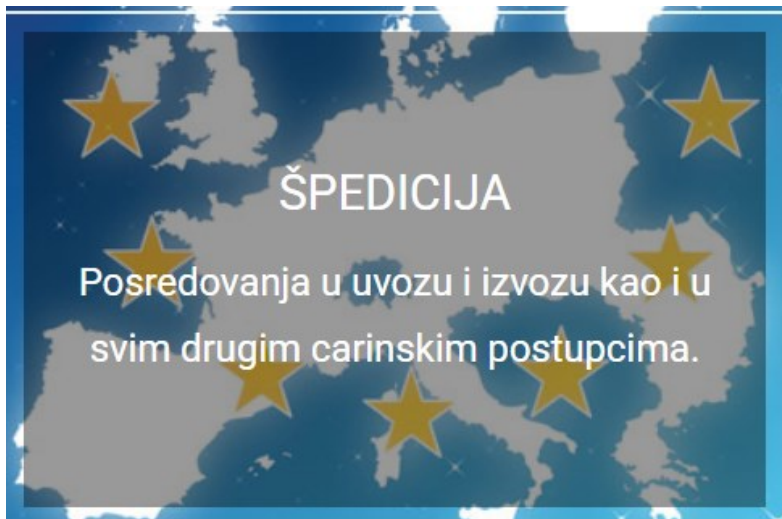 ŠPEDICIJA
Posredovanja u uvozu i izvozu kao i u
svim drugim carinskim postupcima.